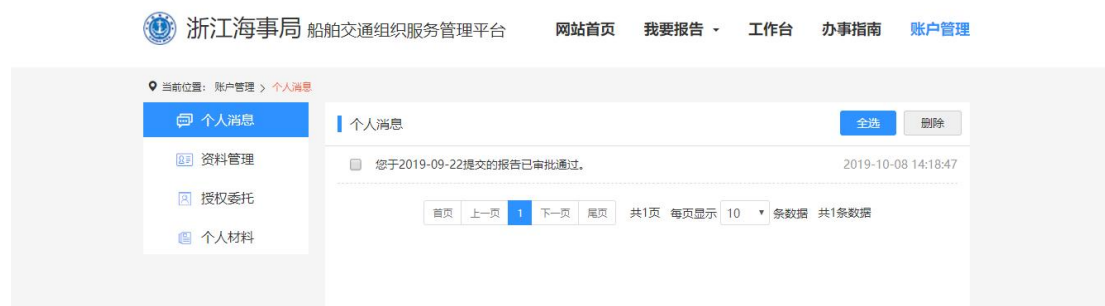 浙江海事局 船舶交通组织服务管理平台 网站首页 我要报告 工作台 办事指南 账户管理
当前位置： 账户管理 > 个人消息
个人消息
资料管理
授权委托
个人材料
个人消息 全选 删除
您于2019-09-22提交的报告已审批通过。 2019-10-08 14:18:47
首页 上一页 1 下一页 尾页 共1页 每页显示 10 条数据 共1条数据